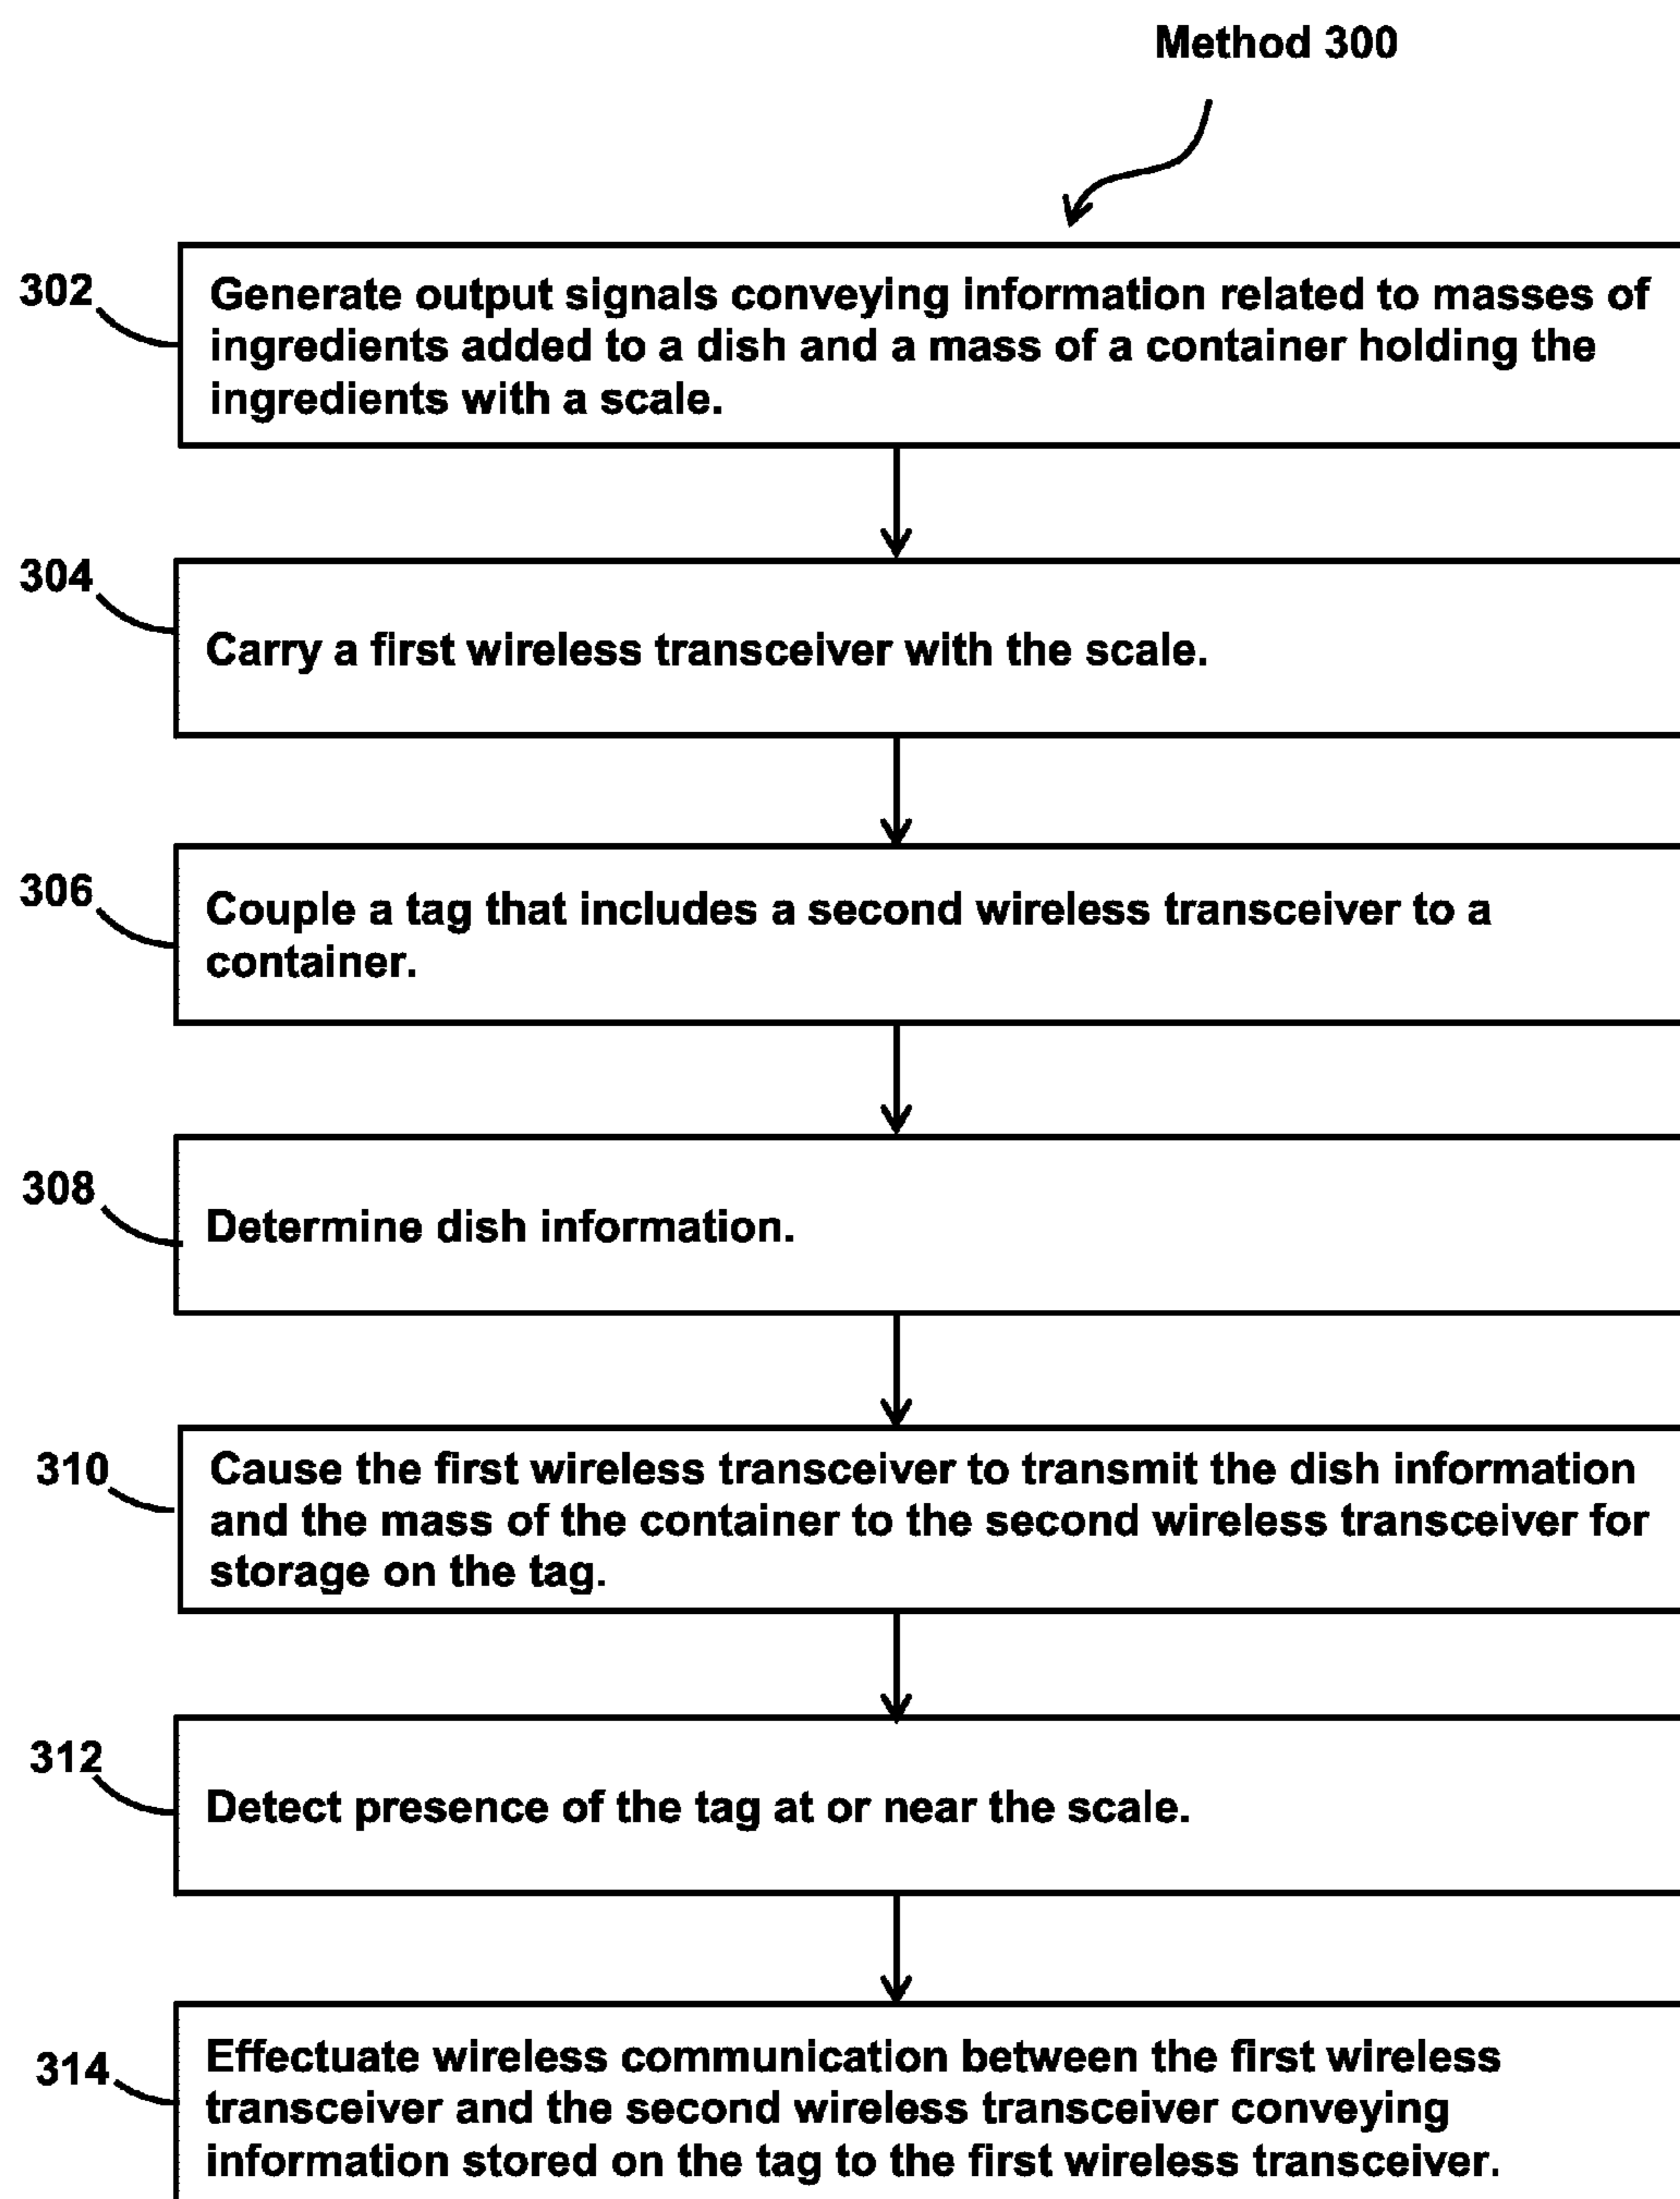 Method 300
302
Generate output signals conveying information related to masses of
ingredients added to a dish and a mass of a container holding the
ingredients with a scale.
304
Carry a first wireless transceiver with the scale.
306
Couple a tag that includes a second wireless transceiver to a
container.
308
Determine dish information.
310
Cause the first wireless transceiver to transmit the dish information
and the mass of the container to the second wireless transceiver for
storage on the tag.
312
Detect presence of the tag at or near the scale.
314
Effectuate wireless communication between the first wireless
transceiver and the second wireless transceiver conveying
information stored on the tag to the first wireless transceiver.